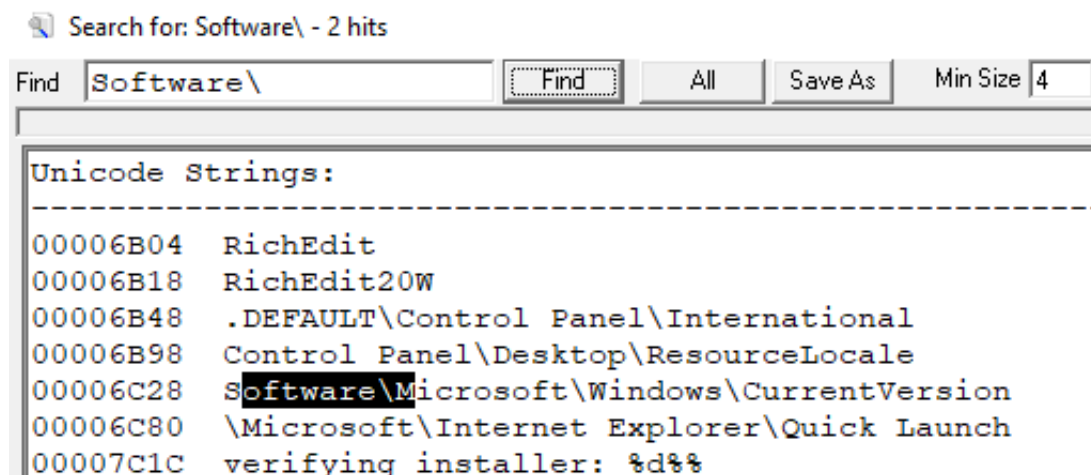 Search for: Software\ - 2 hits
Find Software\ Find All Save As Min Size 4
Unicode Strings:
---------------------------------------------------------------------------
00006B04 RichEdit
00006B18 RichEdit20W
00006B48 .DEFAULT\Control Panel\International
00006B98 Control Panel\Desktop\ResourceLocale
00006C28 Software\Microsoft\Windows\CurrentVersion
00006C80 \Microsoft\Internet Explorer\Quick Launch
00007C1C verifying installer: %d%%